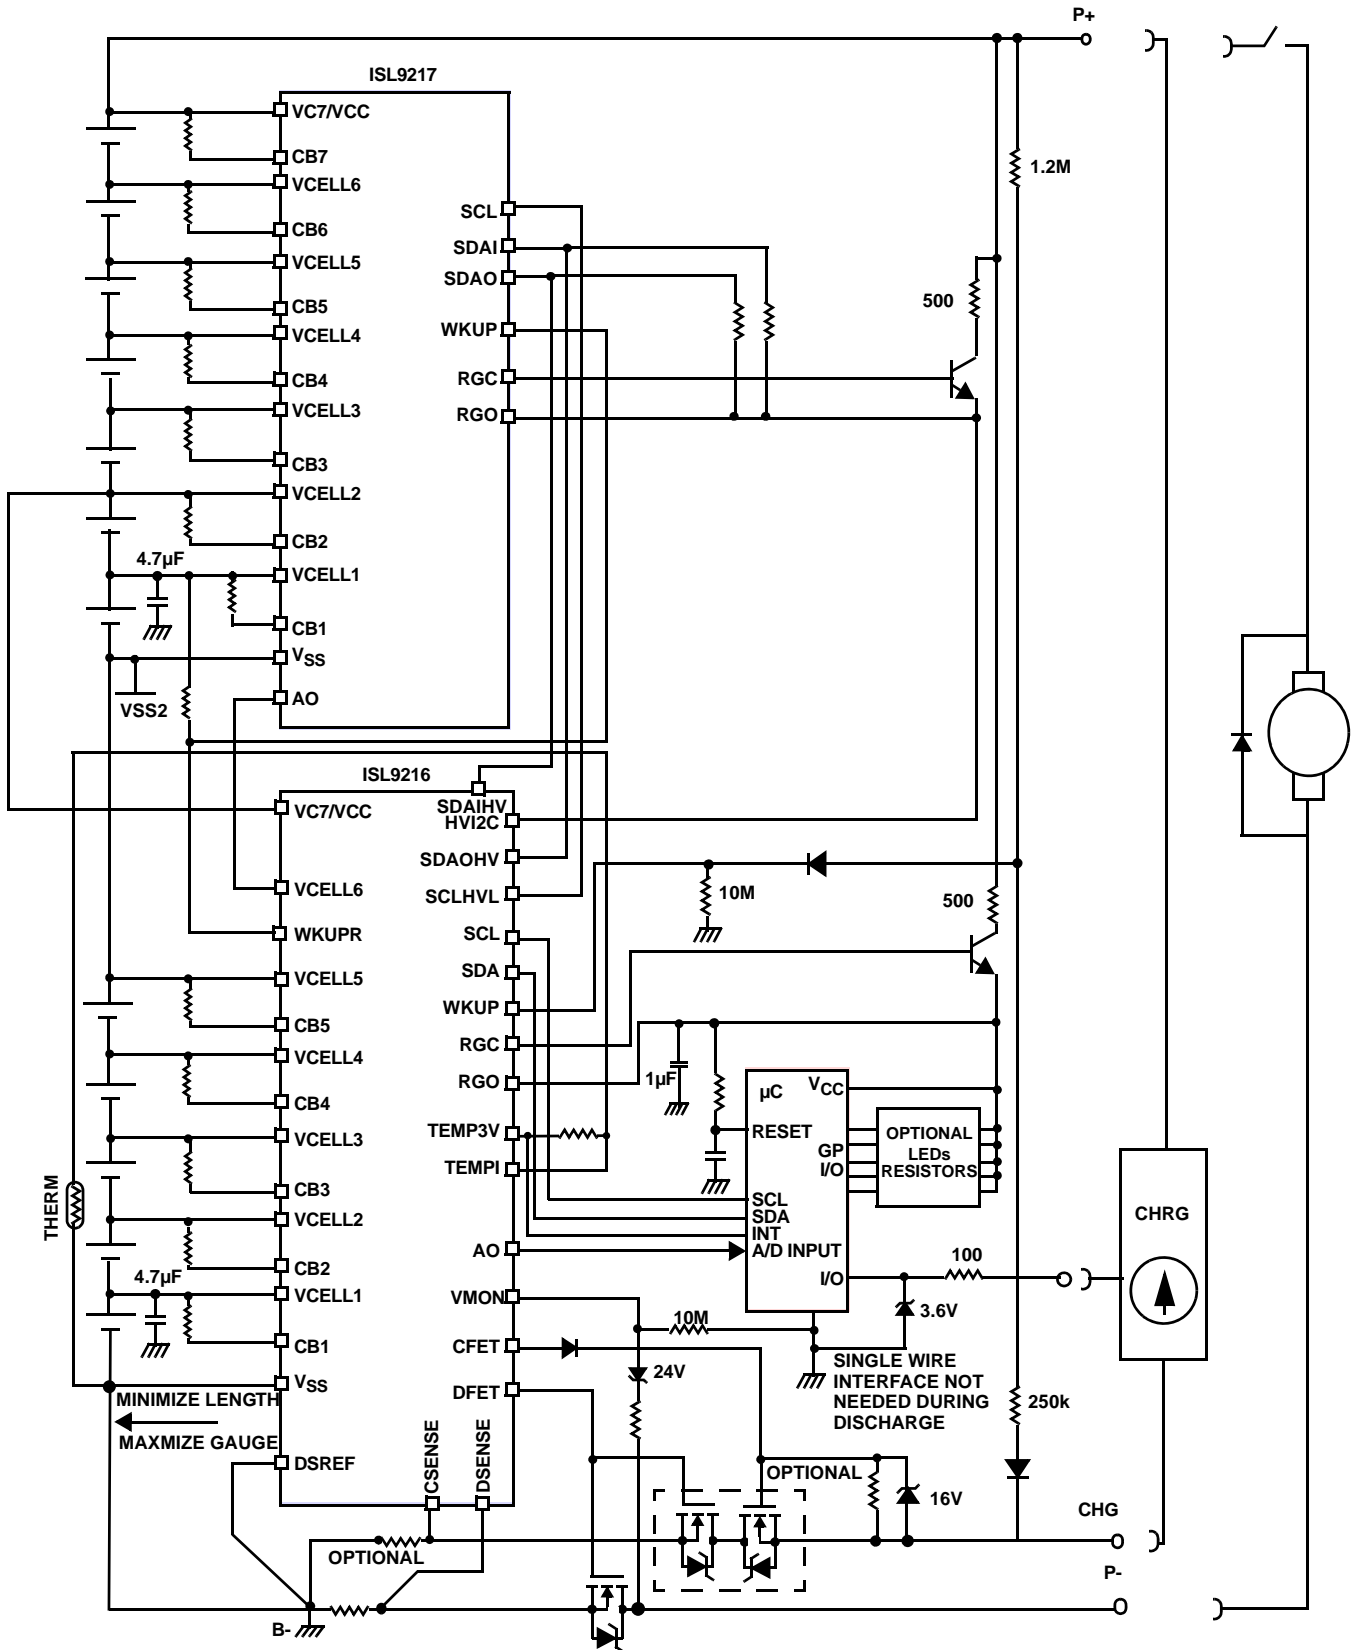 P+
ISL9217
VC7/VCC
CB7
VCELL6
CB6
VCELL5
CB5
VCELL4
CB4
VCELL3
CB3
VCELL2
CB2
4.7µF
VCELL1
CB1
VSS
VSS2
AO
SCL
SDAI
SDAO
WKUP
RGC
RGO
500
1.2M
ISL9216
VC7/VCC
VCELL6
WKUPR
VCELL5
CB5
VCELL4
CB4
VCELL3
CB3
VCELL2
CB2
4.7µF
VCELL1
CB1
VSS
THERM
MINIMIZE LENGTH
MAXMIZE GAUGE
DSREF
SDAIHV
HVI2C
SDAOHV
SCLHVL
SCL
SDA
WKUP
RGC
RGO
TEMP3V
TEMPI
AO
VMON
CFET
DFET
CSENSE
DSENSE
10M
500
1µF
µC
VCC
RESET
GP
I/O
SCL
SDA
INT
A/D INPUT
I/O
OPTIONAL
LEDs
RESISTORS
100
3.6V
10M
24V
SINGLE WIRE
INTERFACE NOT
NEEDED DURING
DISCHARGE
250k
CHRG
OPTIONAL
16V
CHG
P-
OPTIONAL
B-